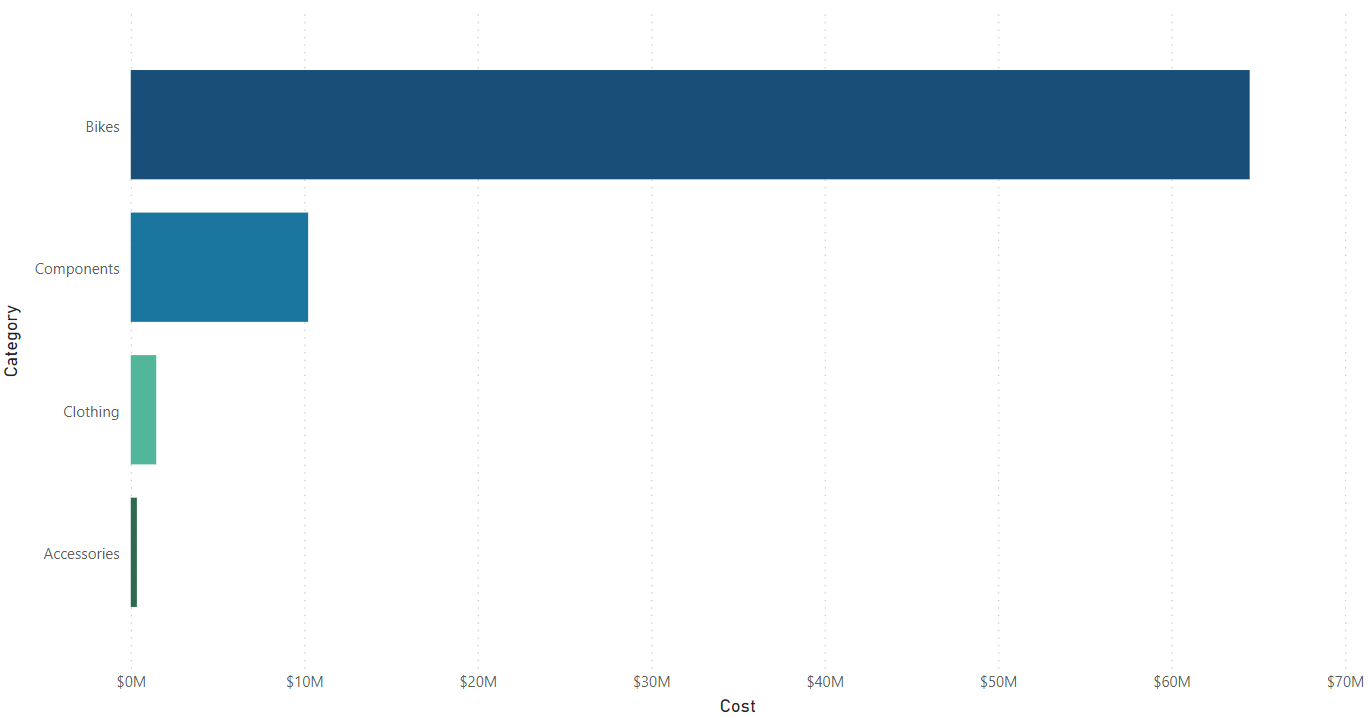 Category
Bikes
Components
Clothing
Accessories
$0M $10M $20M $30M $40M $50M $60M $70M
Cost